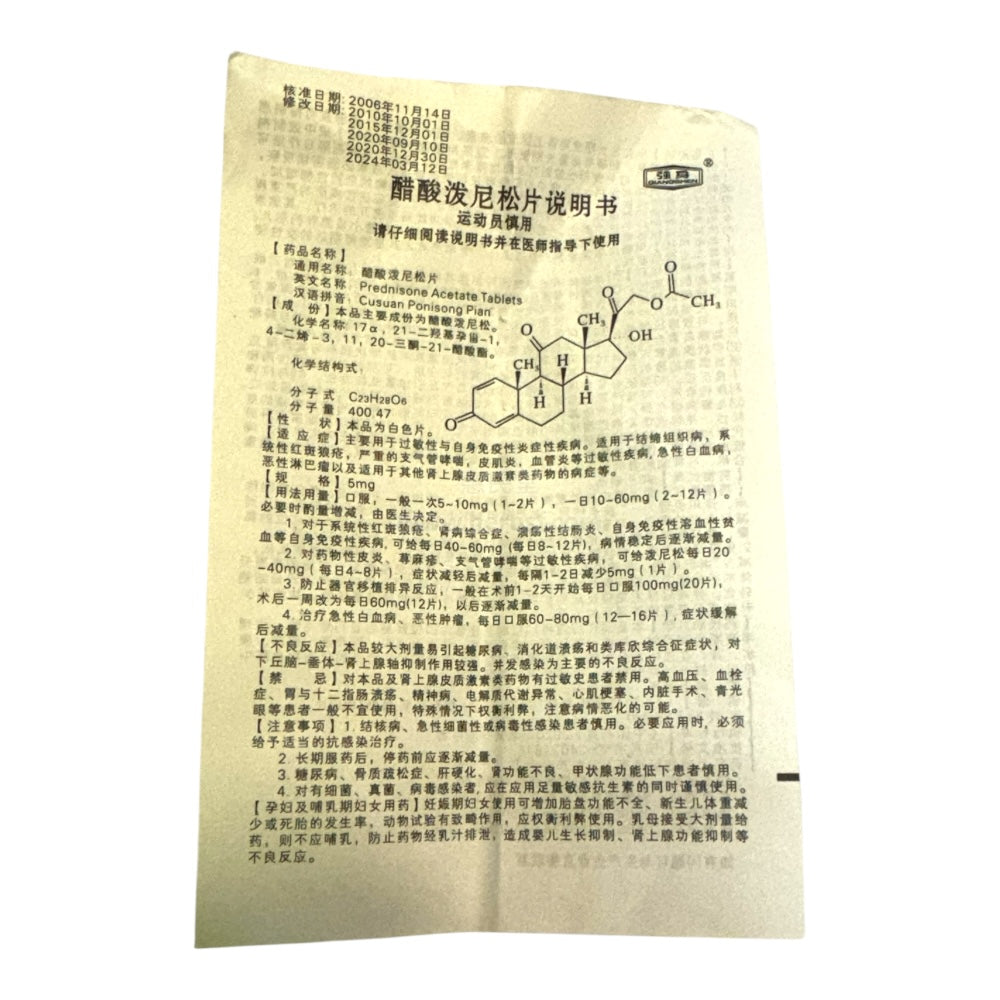 核准日期：2006年11月14日
修改日期：2010年10月01日
2015年12月01日
2020年09月10日
2020年12月30日
2024年03月12日
强身®
QIANGSHEN
醋酸泼尼松片说明书
运动员慎用
请仔细阅读说明书并在医师指导下使用
【药品名称】
通用名称：醋酸泼尼松片
英文名称：Prednisone Acetate Tablets
汉语拼音：Cusuan Ponisong Pian
【成　份】本品主要成份为醋酸泼尼松。
化学名称：17α，21-二羟基孕甾-1，
4-二烯-3，11，20-三酮-21-醋酸酯。
化学结构式：
O
O
O
O
O
CH₃
CH₃
CH₃
OH
H
H
H
分子式　C23H28O6
分子量　400.47
【性　状】本品为白色片。
【适应症】主要用于过敏性与自身免疫性炎症性疾病。适用于结缔组织病，系
统性红斑狼疮，严重的支气管哮喘，皮肌炎，血管炎等过敏性疾病，急性白血病，
恶性淋巴瘤以及适用于其他肾上腺皮质激素类药物的病症等。
【规　格】5mg
【用法用量】口服，一般一次5~10mg（1~2片），一日10~60mg（2~12片）。
必要时酌量增减，由医生决定。
1. 对于系统性红斑狼疮、肾病综合症、溃疡性结肠炎、自身免疫性溶血性贫
血等自身免疫性疾病，可给每日40~60mg（每日8~12片），病情稳定后逐渐减量。
2. 对药物性皮炎、荨麻疹、支气管哮喘等过敏性疾病，可给泼尼松每日20
~40mg（每日4~8片），症状减轻后减量，每隔1~2日减少5mg（1片）。
3. 防止器官移植排异反应，一般在术前1~2天开始每日口服100mg(20片)，
术后一周改为每日60mg(12片)，以后逐渐减量。
4. 治疗急性白血病、恶性肿瘤，每日口服60~80mg（12—16片），症状缓解
后减量。
【不良反应】本品较大剂量易引起糖尿病、消化道溃疡和类库欣综合征症状，对
下丘脑-垂体-肾上腺轴抑制作用较强。并发感染为主要的不良反应。
【禁　忌】对本品及肾上腺皮质激素类药物有过敏史患者禁用。高血压、血栓
症、胃与十二指肠溃疡、精神病、电解质代谢异常、心肌梗塞、内脏手术、青光
眼等患者一般不宜使用，特殊情况下权衡利弊，注意病情恶化的可能。
【注意事项】1. 结核病、急性细菌性或病毒性感染患者慎用。必要应用时，必须
给予适当的抗感染治疗。
2. 长期服药后，停药前应逐渐减量。
3. 糖尿病、骨质疏松症、肝硬化、肾功能不良、甲状腺功能低下患者慎用。
4. 对有细菌、真菌、病毒感染者，应在应用足量敏感抗生素的同时谨慎使用。
【孕妇及哺乳期妇女用药】妊娠期妇女使用可增加胎盘功能不全、新生儿体重减
少或死胎的发生率，动物试验有致畸作用，应权衡利弊使用。乳母接受大剂量给
药，则不应哺乳，防止药物经乳汁排泄，造成婴儿生长抑制、肾上腺功能抑制等
不良反应。